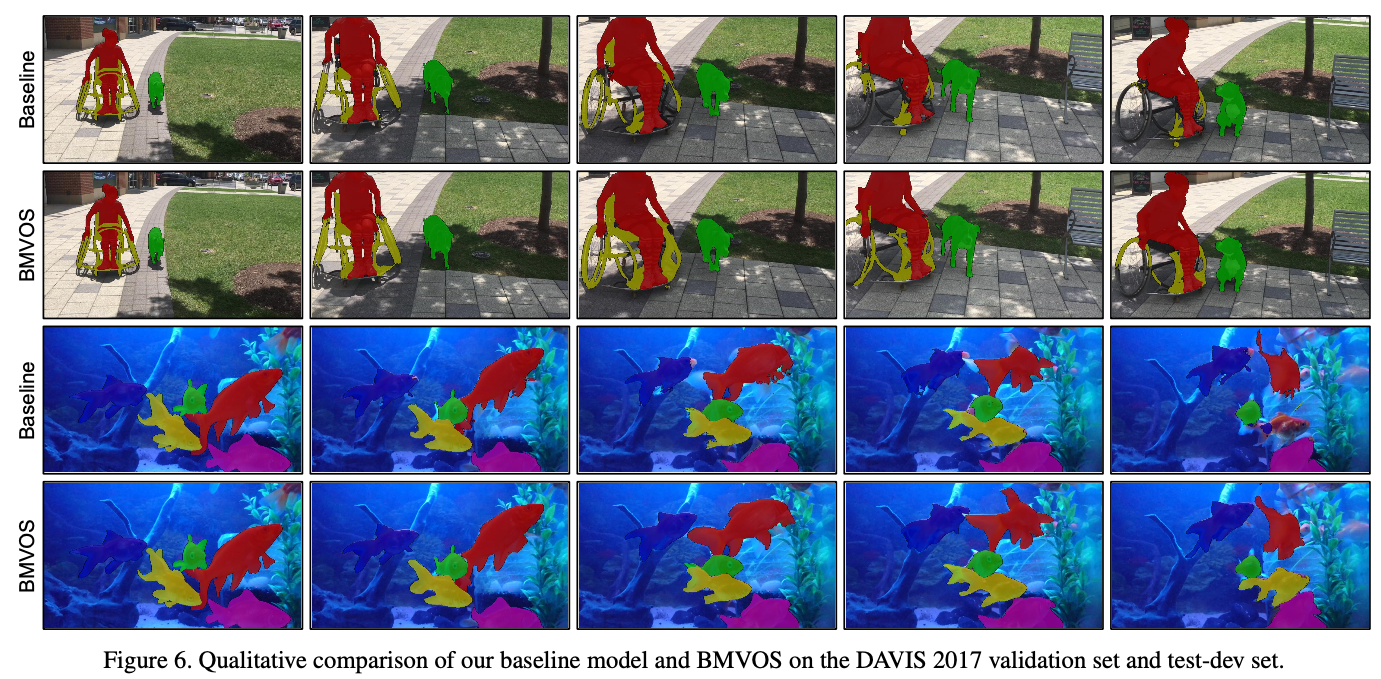 Baseline
BMVOS
Baseline
BMVOS
Figure 6. Qualitative comparison of our baseline model and BMVOS on the DAVIS 2017 validation set and test-dev set.